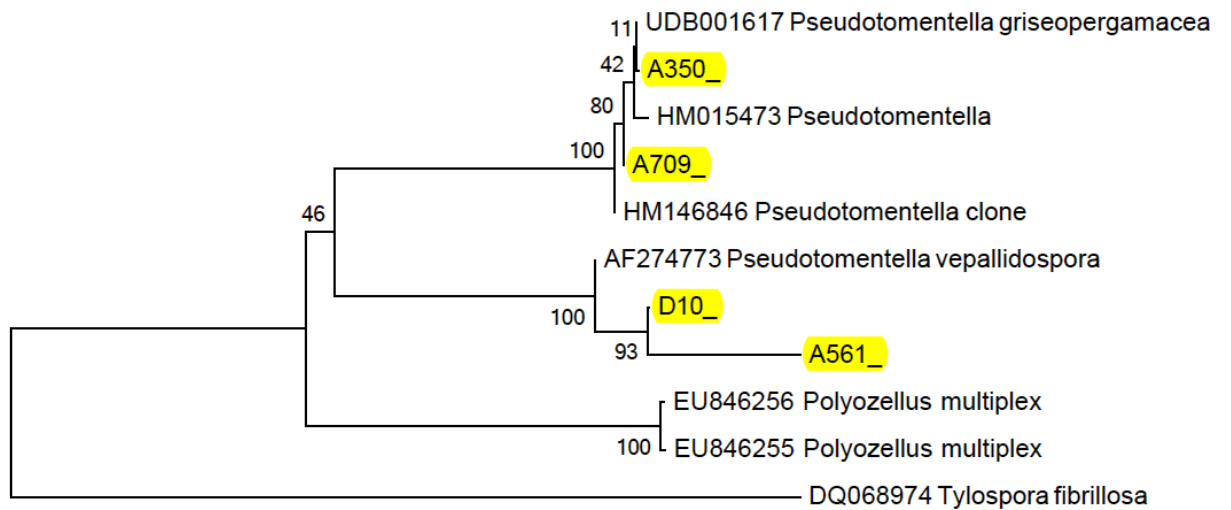 11
UDB001617 Pseudotomentella griseopergamacea
42
A350_
80
HM015473 Pseudotomentella
100
A709_
46
HM146846 Pseudotomentella clone
AF274773 Pseudotomentella vepallidospora
100
D10_
93
A561_
EU846256 Polyozellus multiplex
100
EU846255 Polyozellus multiplex
DQ068974 Tylospora fibrillosa